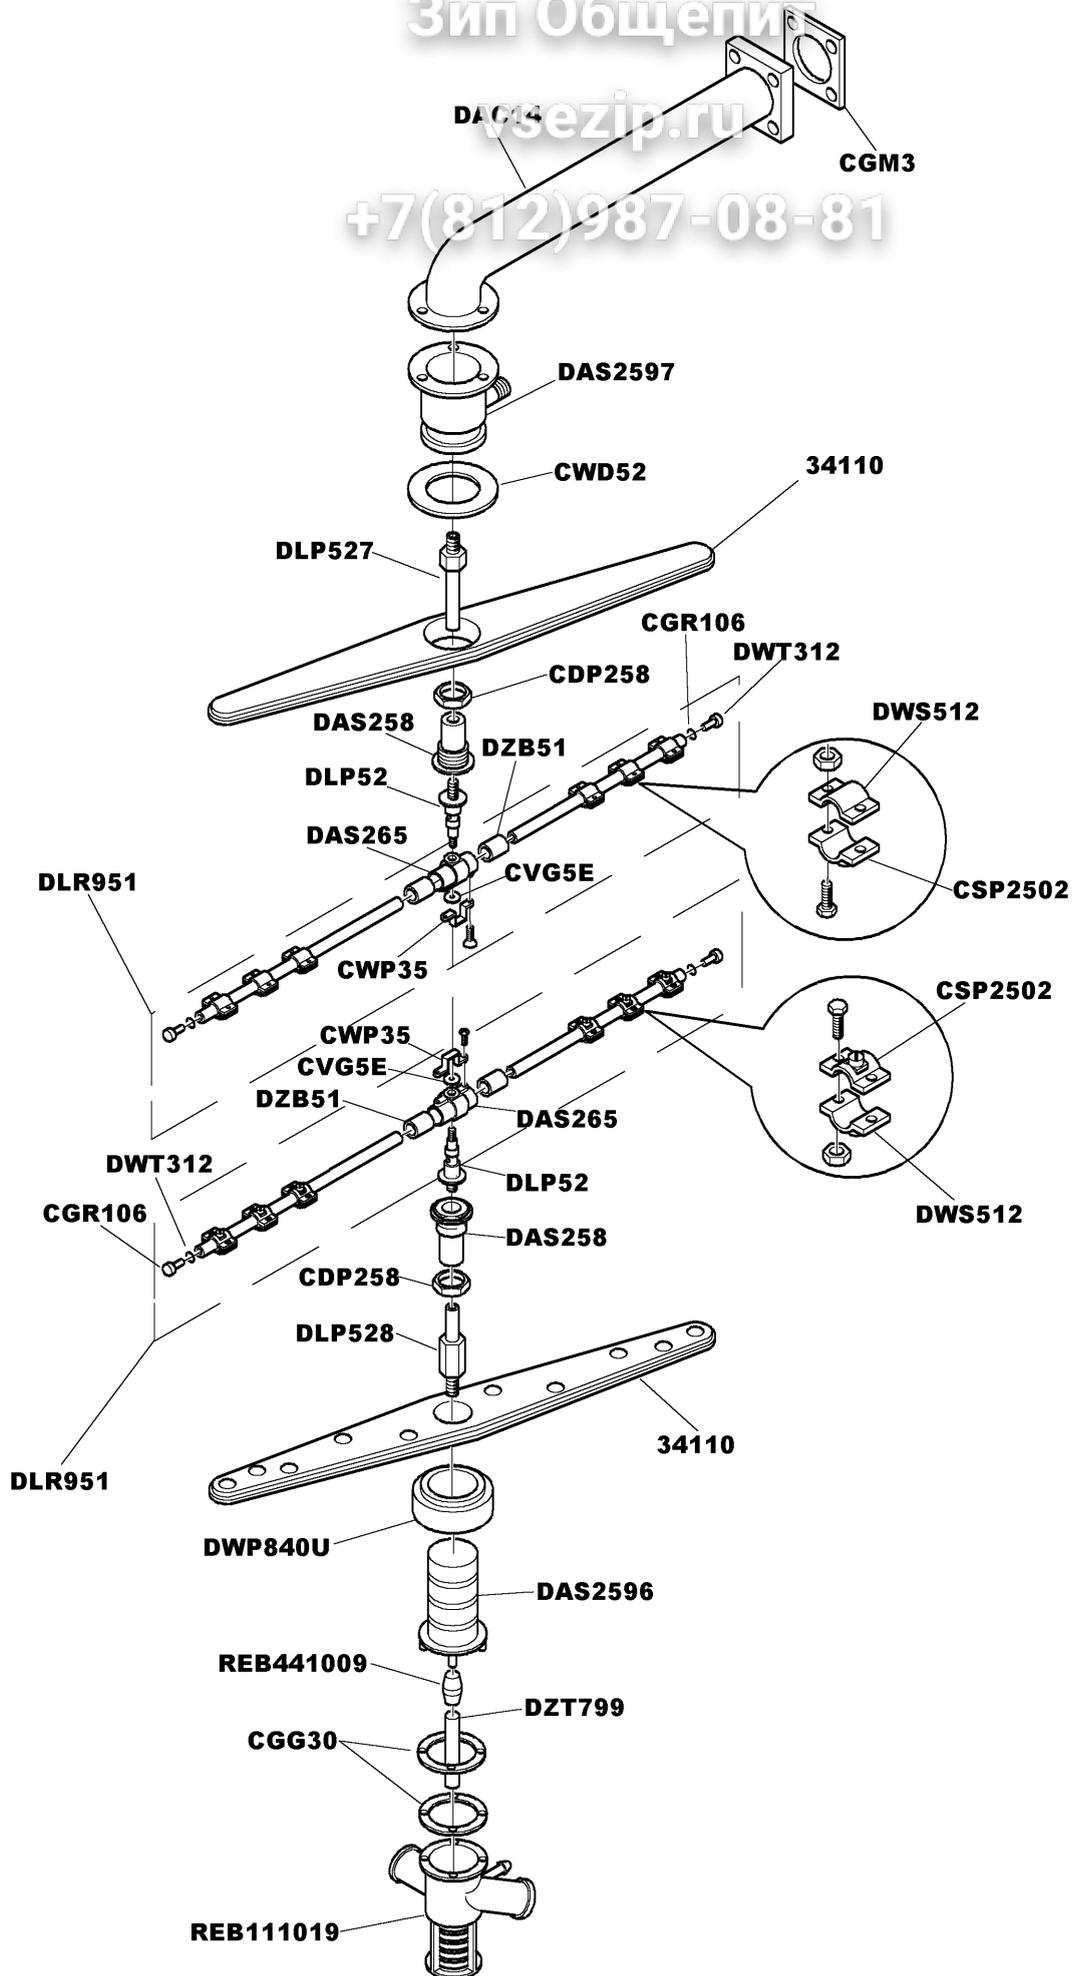 Зип Общепит
DAC14
vsezip.ru
CGM3
+7(812)987-08-81
DAS2597
CWD52
34110
DLP527
CGR106
DWT312
CDP258
DAS258
DWS512
DZB51
DLP52
DAS265
CVG5E
DLR951
CSP2502
CWP35
CSP2502
CWP35
CVG5E
DZB51
DAS265
DWT312
DLP52
CGR106
DWS512
DAS258
CDP258
DLP528
34110
DLR951
DWP840U
DAS2596
REB441009
DZT799
CGG30
REB111019